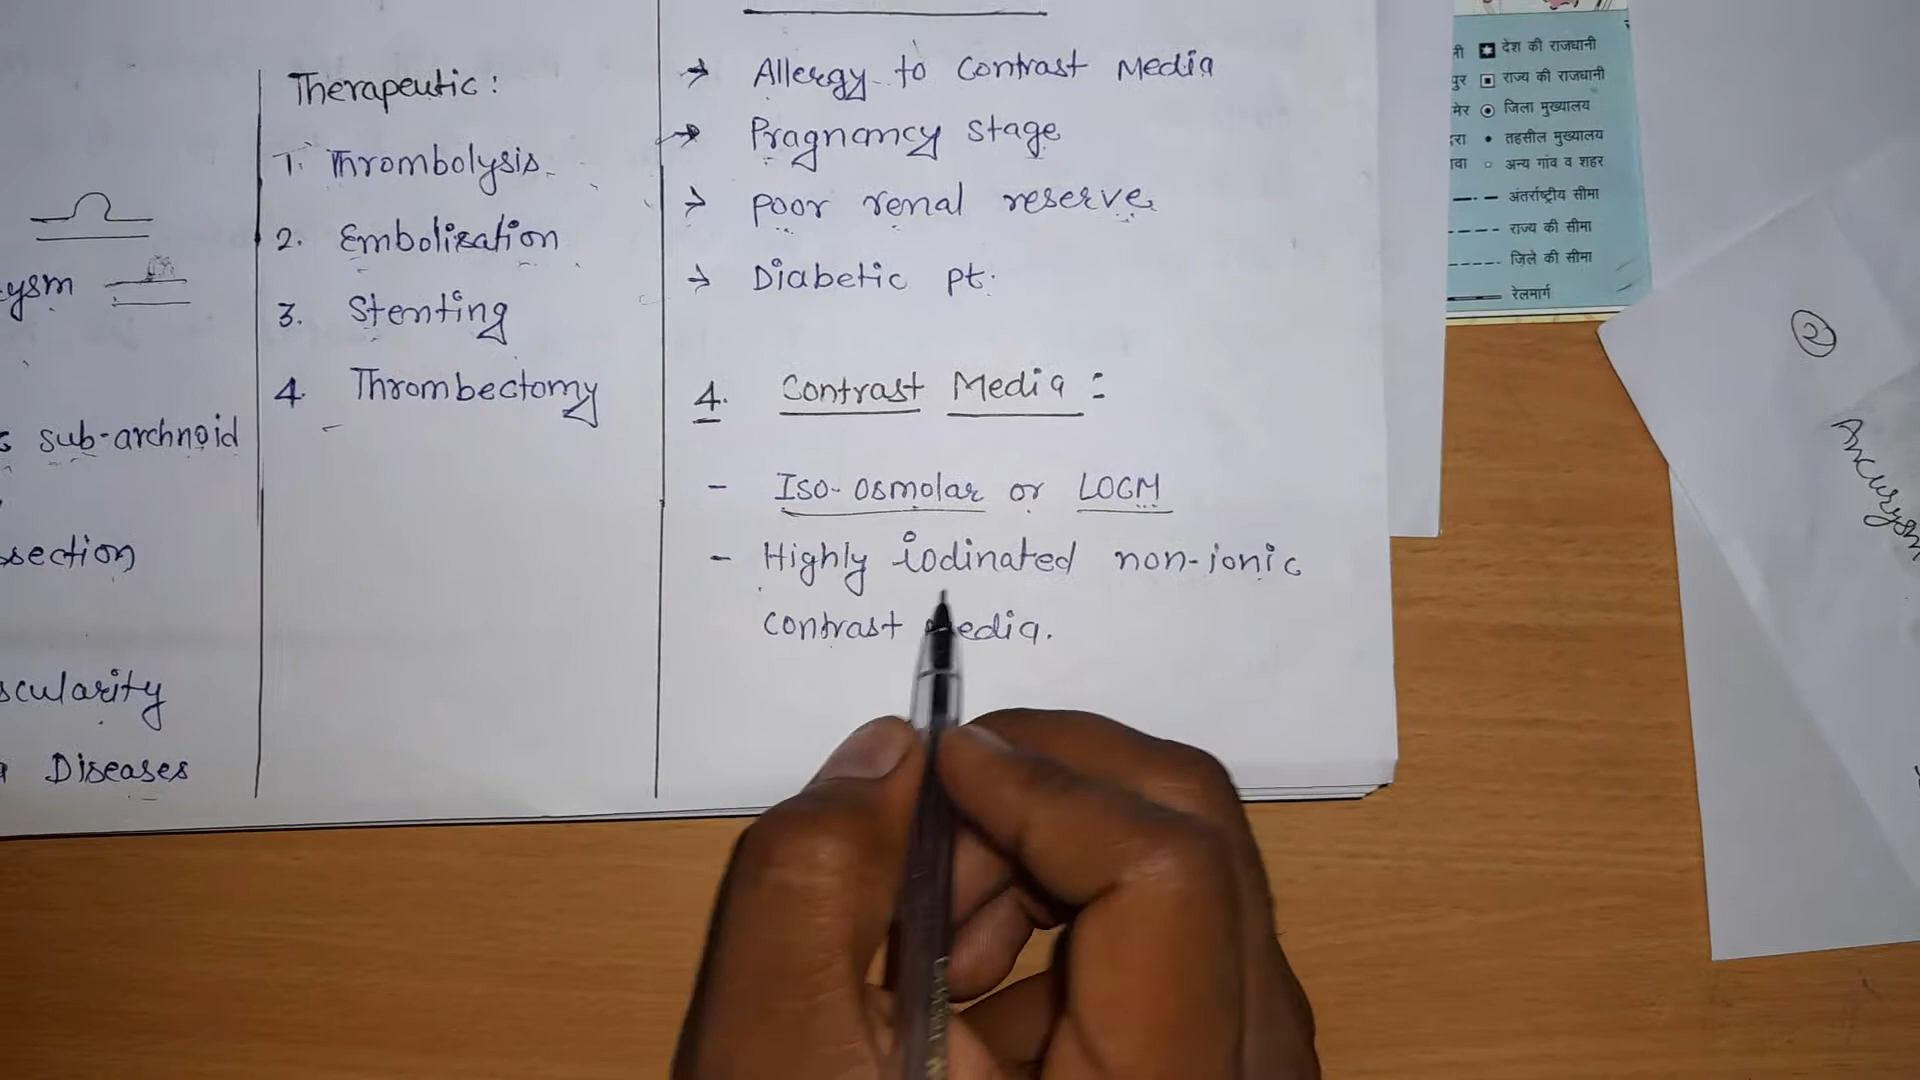 ysm
sub-archnoid
section
scularity
Diseases
Therapeutic:
1. Thrombolysis
2. Embolization
3. Stenting
4. Thrombectomy
→ Allergy to Contrast Media
→ Pragnancy stage
→ poor renal reserve
→ Diabetic pt.
4. Contrast Media:
- Iso-osmolar or LOCM
- Highly iodinated non-ionic
contrast Media.
देश की राजधानी
पुर राज्य की राजधानी
मेर जिला मुख्यालय
तहसील मुख्यालय
अन्य गांव व शहर
अंतर्राष्ट्रीय सीमा
राज्य की सीमा
जिले की सीमा
रेलमार्ग
2